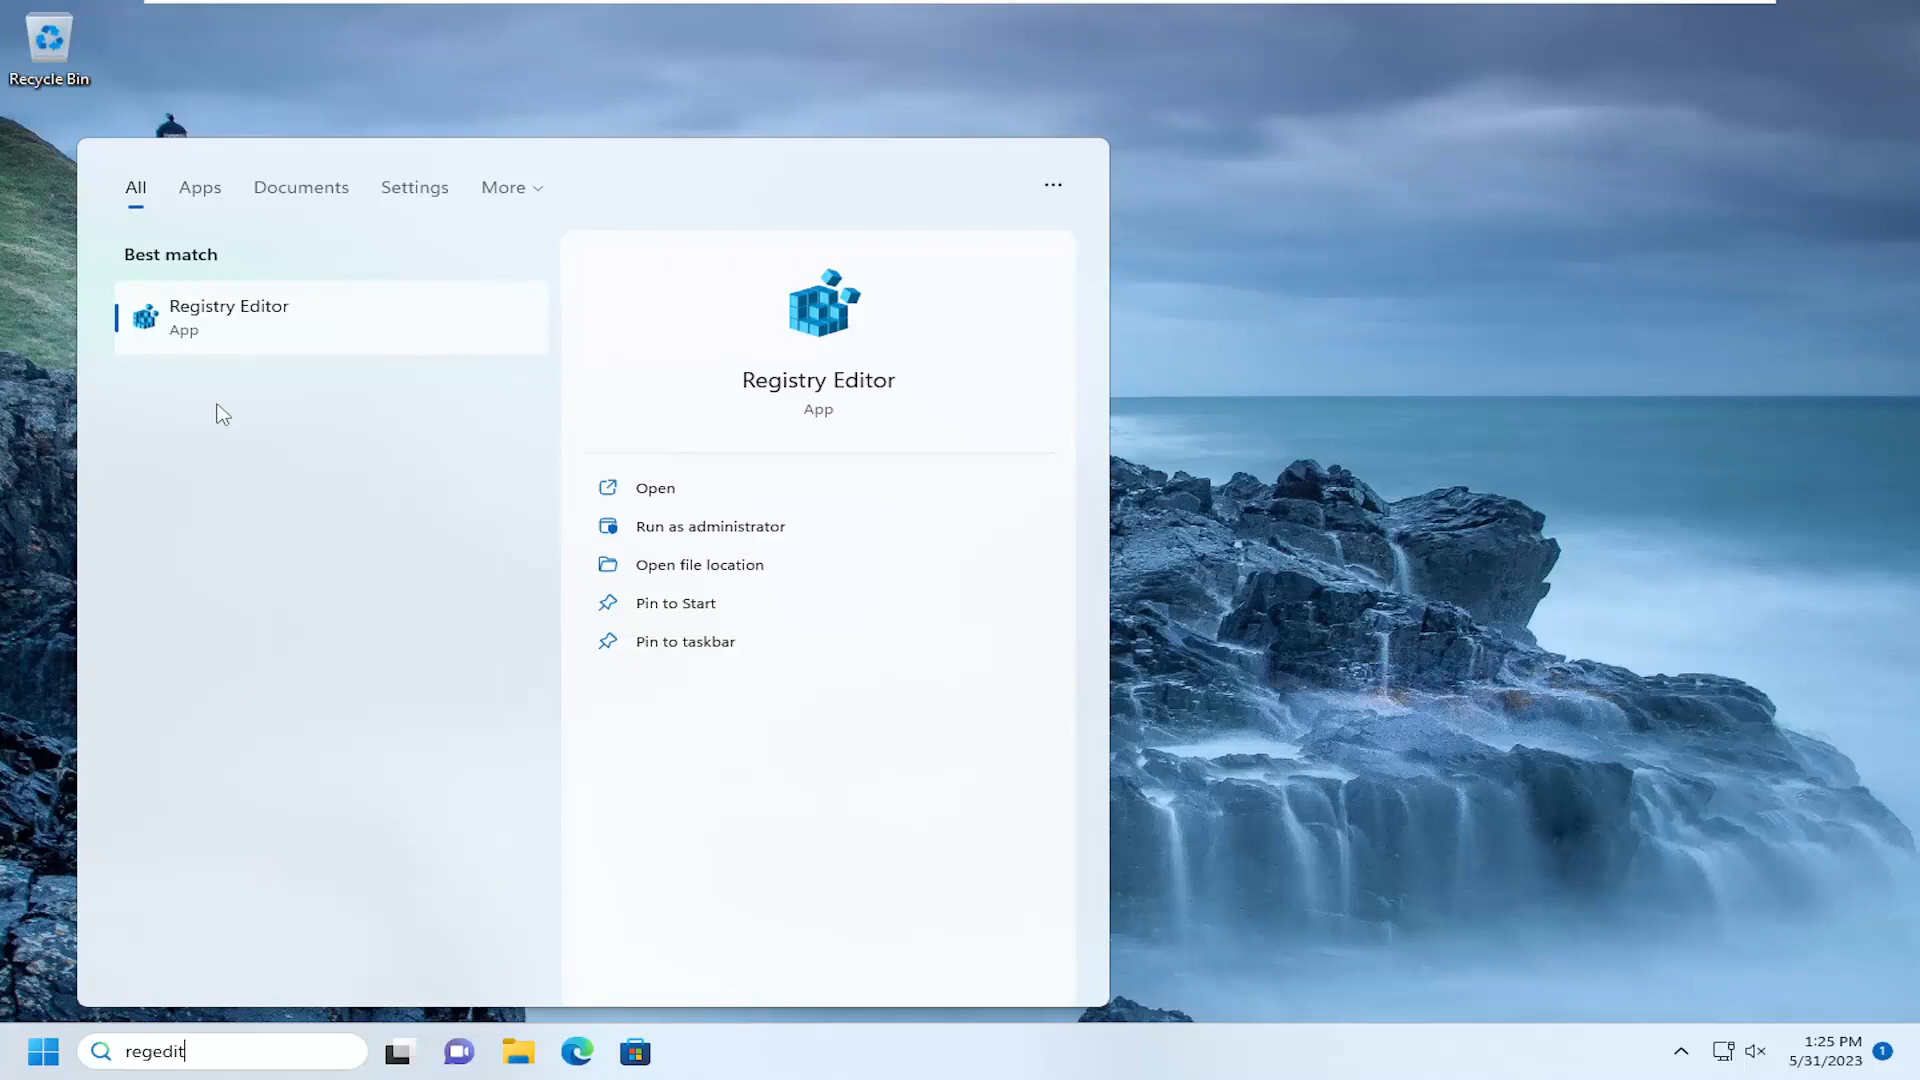 Recycle Bin
All Apps Documents Settings More
Best match
Registry Editor
App
Registry Editor
App
Open
Run as administrator
Open file location
Pin to Start
Pin to taskbar
regedit
1:25 PM
5/31/2023
1